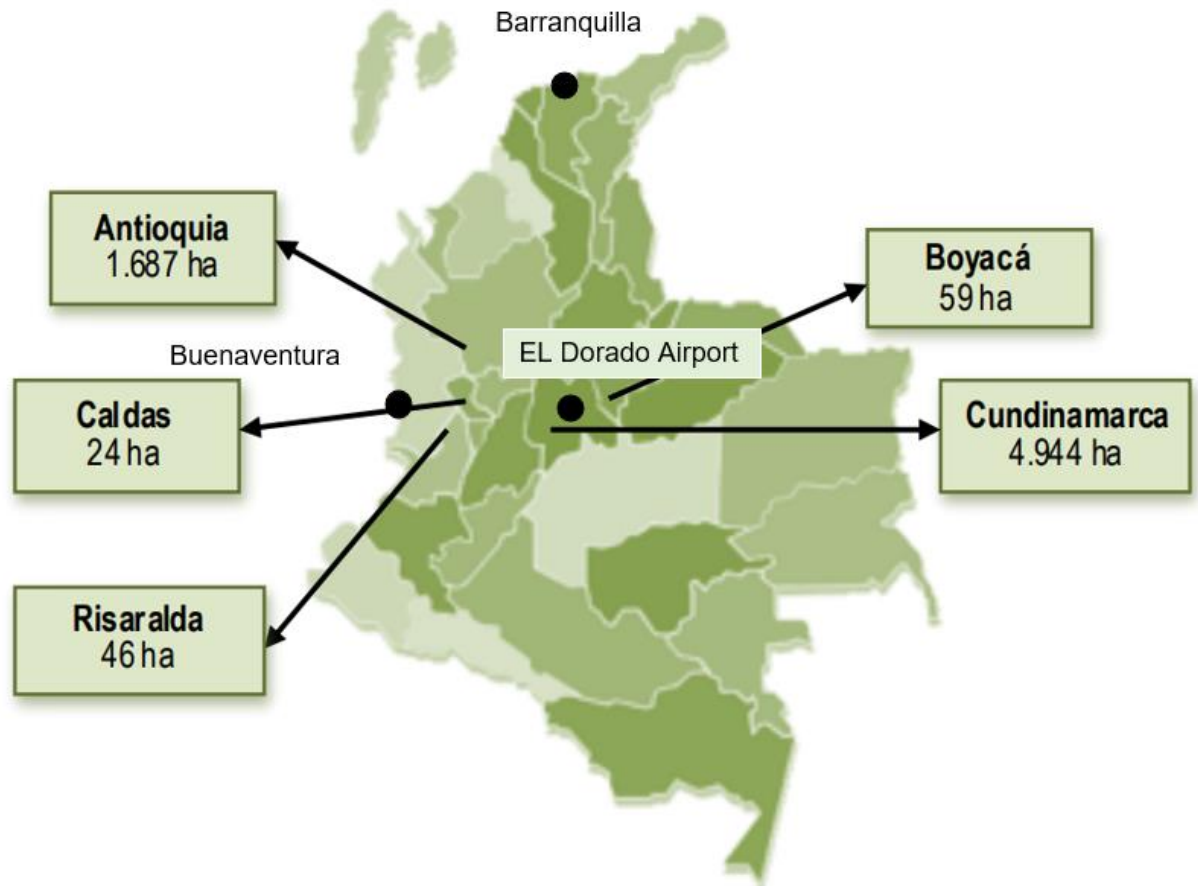 Barranquilla
Antioquia
1.687 ha
Boyacá
59 ha
Buenaventura
EL Dorado Airport
Caldas
24 ha
Cundinamarca
4.944 ha
Risaralda
46 ha